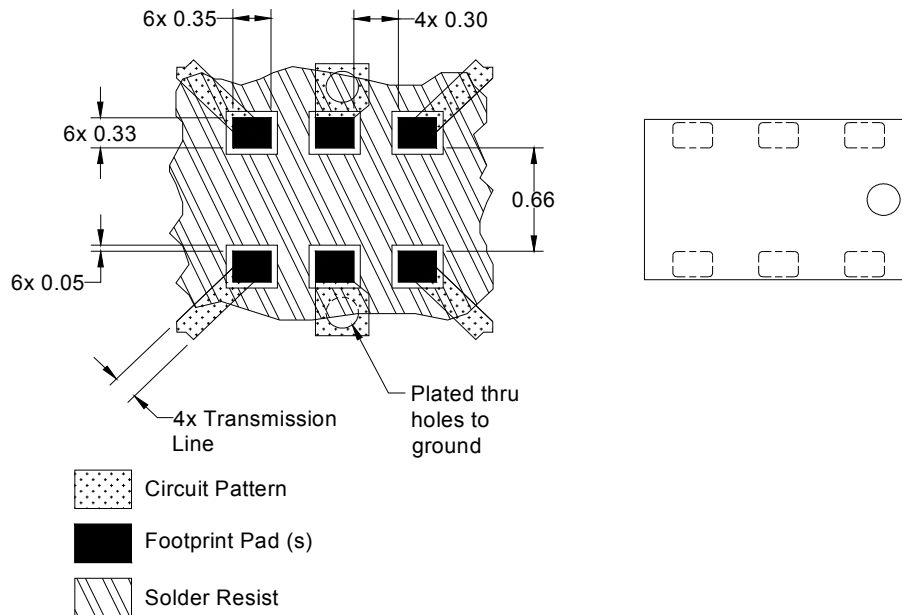 6x 0.35
4x 0.30
6x 0.33
0.66
6x 0.05
4x Transmission
Line
Plated thru
holes to
ground
Circuit Pattern
Footprint Pad (s)
Solder Resist